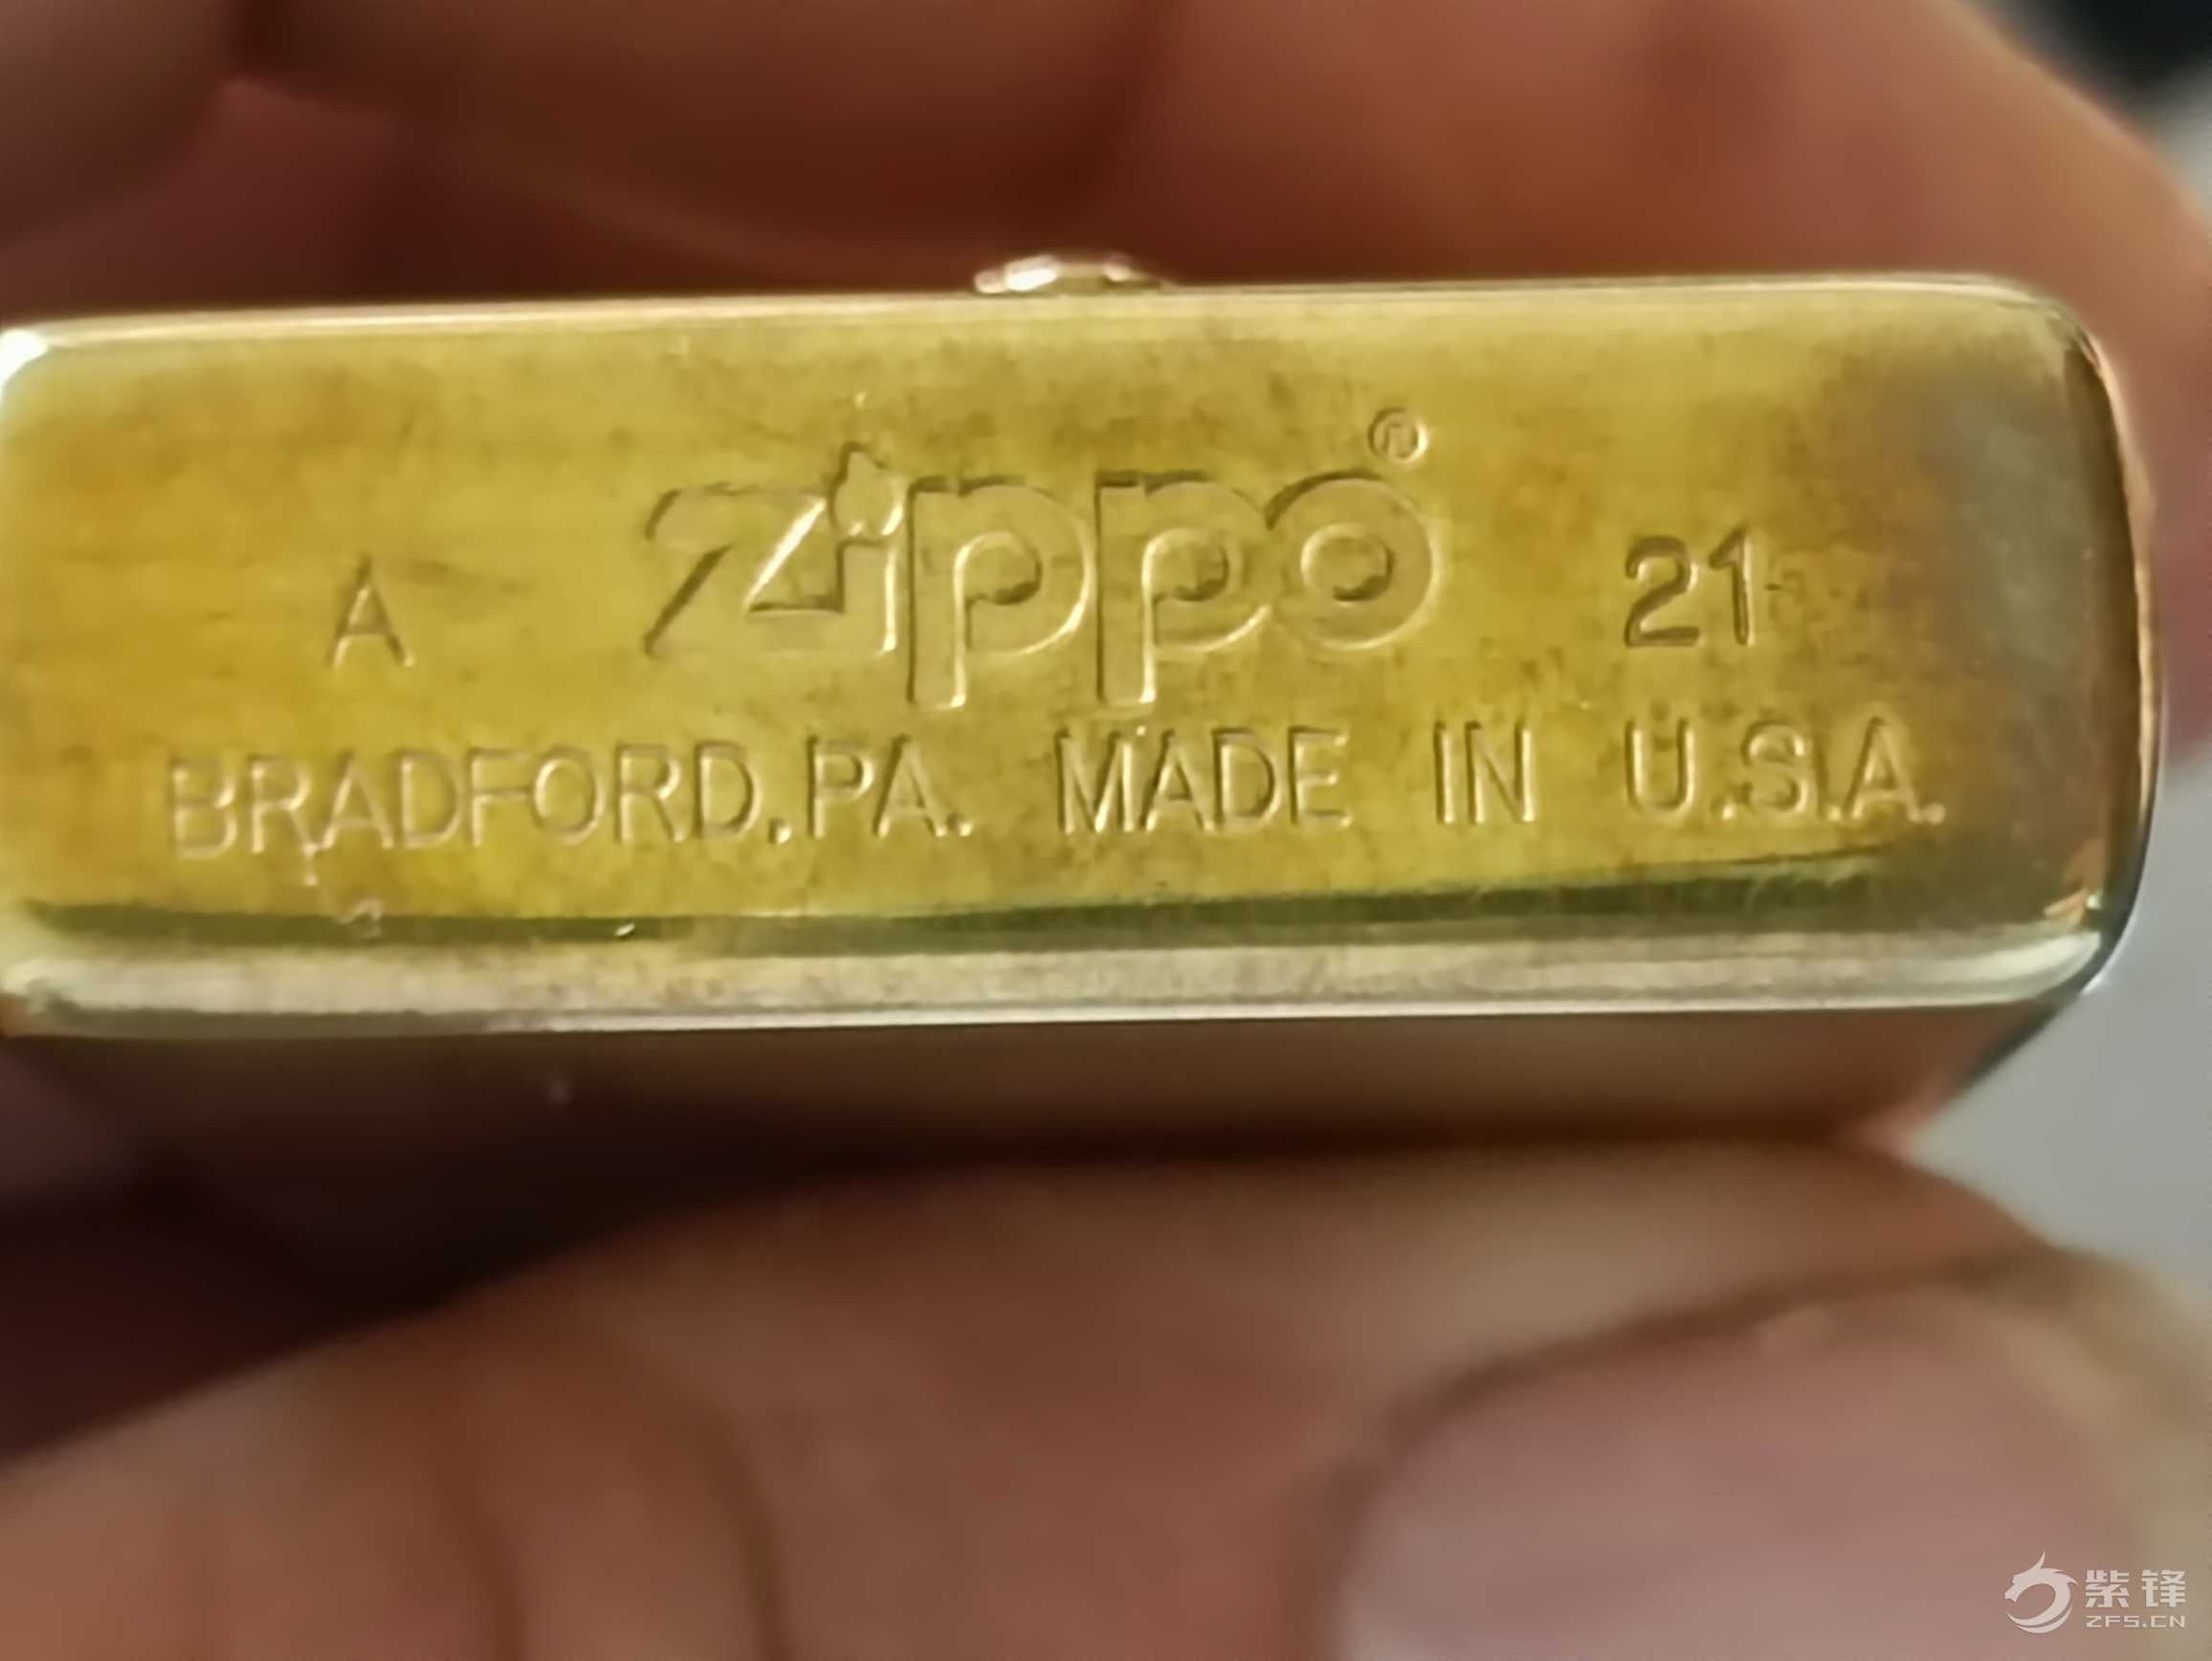 A zippo® 21
BRADFORD,PA. MADE IN U.S.A.
紫锋
ZFS.CN